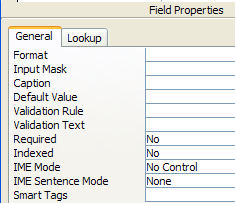 Field Properties
General Lookup
Format
Input Mask
Caption
Default Value
Validation Rule
Validation Text
Required No
Indexed No
IME Mode No Control
IME Sentence Mode None
Smart Tags